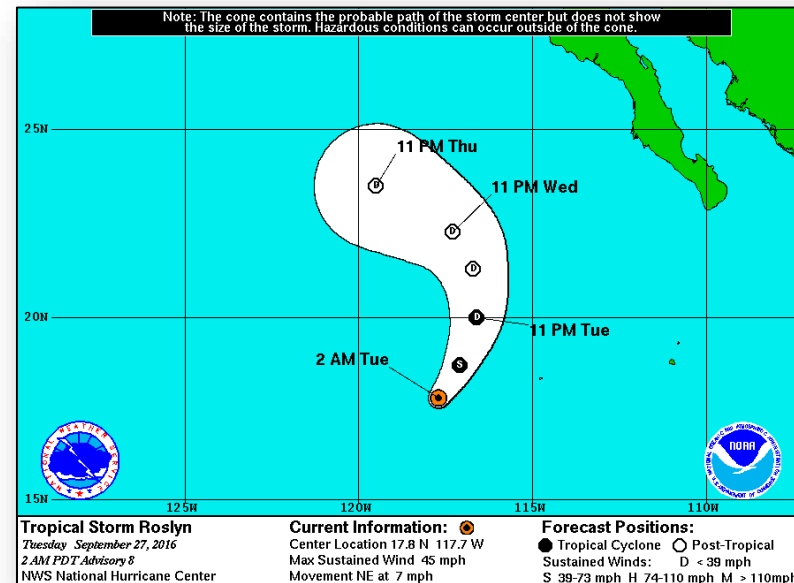 Note: The cone contains the probable path of the storm center but does not show
the size of the storm. Hazardous conditions can occur outside of the cone.
25N
11 PM Thu
D
11 PM Wed
D
D
20N
D
11 PM Tue
2 AM Tue
S
NATIONAL WEATHER SERVICE
NOAA
15N
125W
120W
115W
110W
Tropical Storm Roslyn
Tuesday September 27, 2016
2 AM PDT Advisory 8
NWS National Hurricane Center
Current Information:
Center Location 17.8 N 117.7 W
Max Sustained Wind 45 mph
Movement NE at 7 mph
Forecast Positions:
Tropical Cyclone Post-Tropical
Sustained Winds: D < 39 mph
S 39-73 mph H 74-110 mph M > 110mph